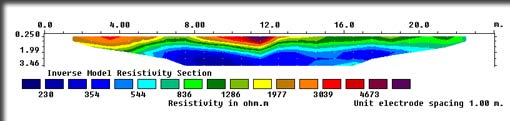 0.0 4.00 8.00 12.0 16.0 20.0 m.
0.250
1.99
3.46
Inverse Model Resistivity Section
230 354 544 836 1286 1977 3039 4673
Resistivity in ohm.m Unit electrode spacing 1.00 m.